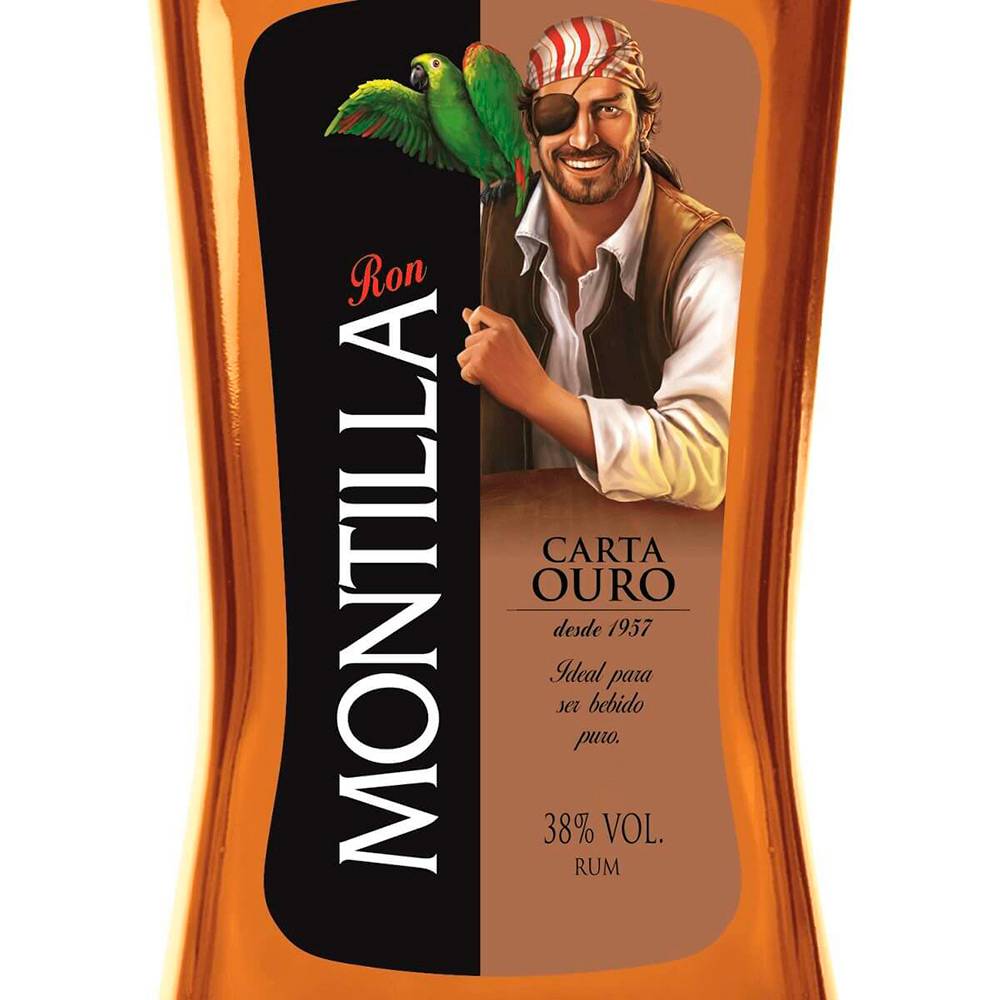 Ron
MONTILLA
CARTA
OURO
desde 1957
Ideal para
ser bebido
puro.
38% VOL.
RUM